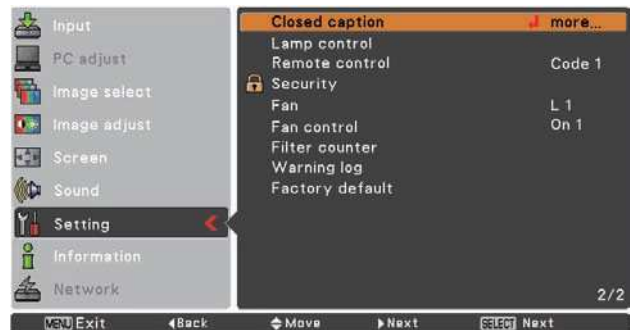 Input
PC adjust
Image select
Image adjust
Screen
Sound
Setting
Information
Network
Closed caption more...
Lamp control
Remote control Code 1
Security
Fan L 1
Fan control On 1
Filter counter
Warning log
Factory default
2/2
MENU Exit Back Move Next SELECT Next